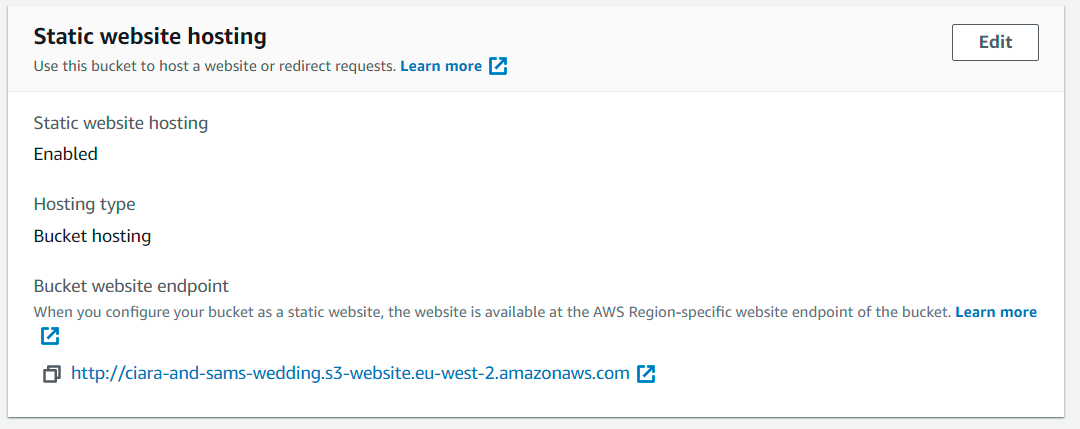 Static website hosting
Edit
Use this bucket to host a website or redirect requests. Learn more
Static website hosting
Enabled
Hosting type
Bucket hosting
Bucket website endpoint
When you configure your bucket as a static website, the website is available at the AWS Region-specific website endpoint of the bucket. Learn more
http://ciara-and-sams-wedding.s3-website.eu-west-2.amazonaws.com